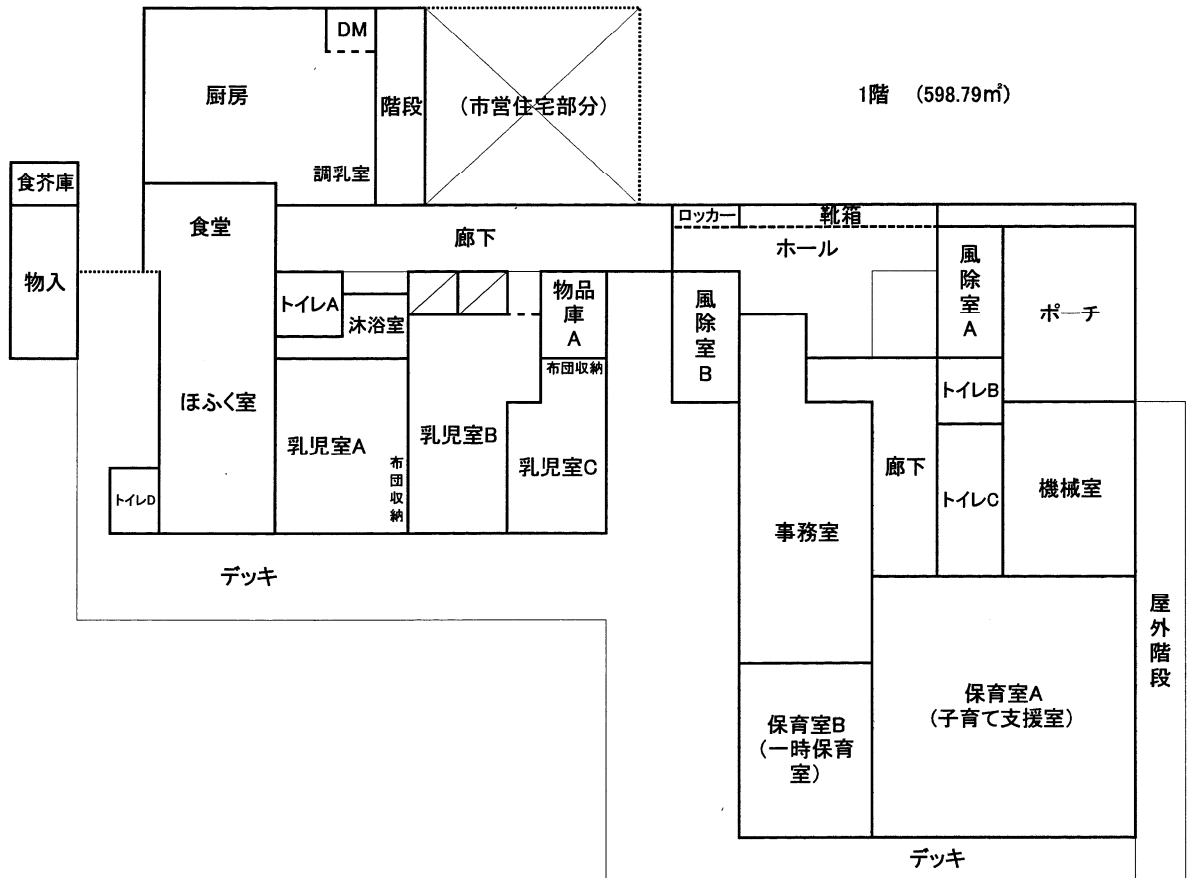 DM
厨房
階段
(市営住宅部分)
1階 (598.79㎡)
調乳室
食芥庫
物入
食堂
廊下
ロッカー
靴箱
ホール
風除室A
ポーチ
トイレA
沐浴室
物品庫A
風除室B
布団収納
トイレB
ほふく室
乳児室A
布団収納
乳児室B
乳児室C
廊下
トイレC
機械室
トイレD
事務室
デッキ
屋外階段
保育室A
(子育て支援室)
保育室B
(一時保育
室)
デッキ